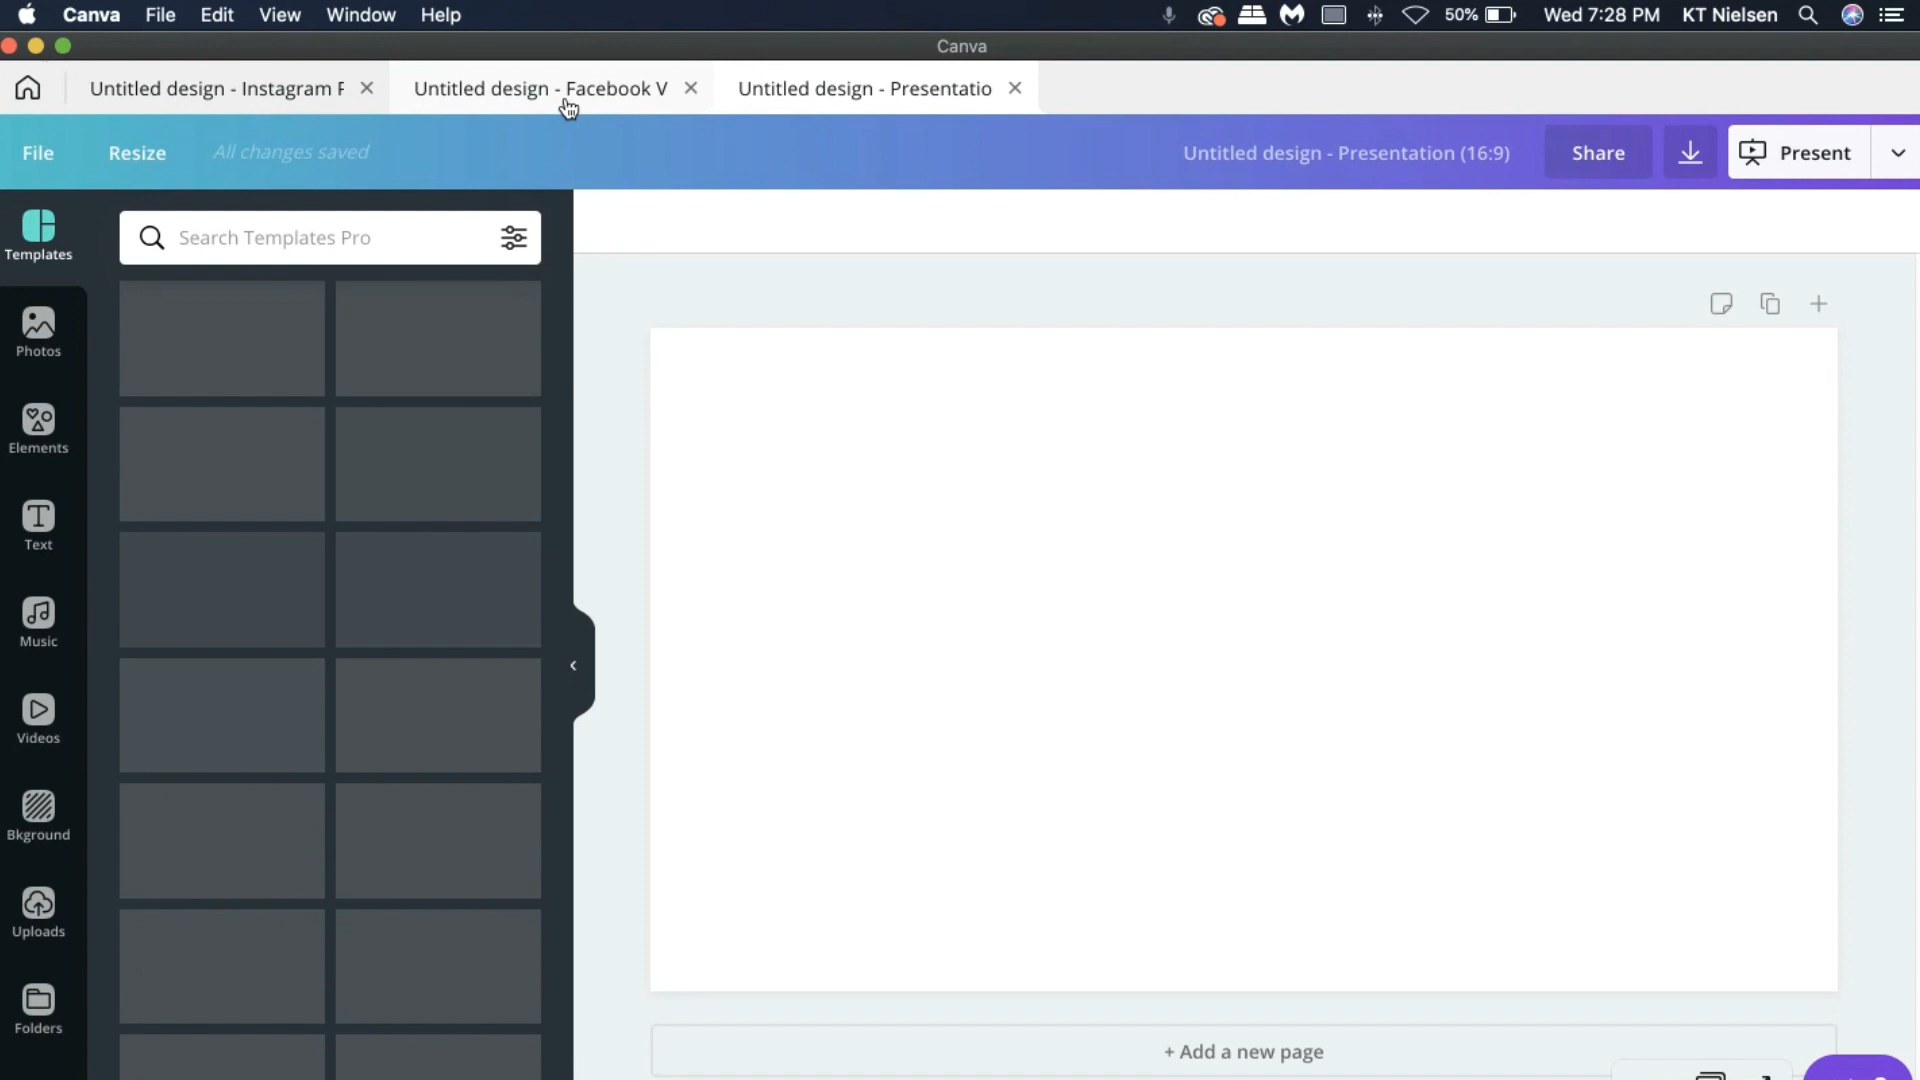 Canva File Edit View Window Help 50% Wed 7:28 PM KT Nielsen
Canva
Untitled design - Instagram Untitled design - Facebook V Untitled design - Presentatio
File Resize All changes saved Untitled design - Presentation (16:9) Share Present
Search Templates Pro
Templates
Photos
Elements
Text
Music
Videos
Bkground
Uploads
Folders
+ Add a new page